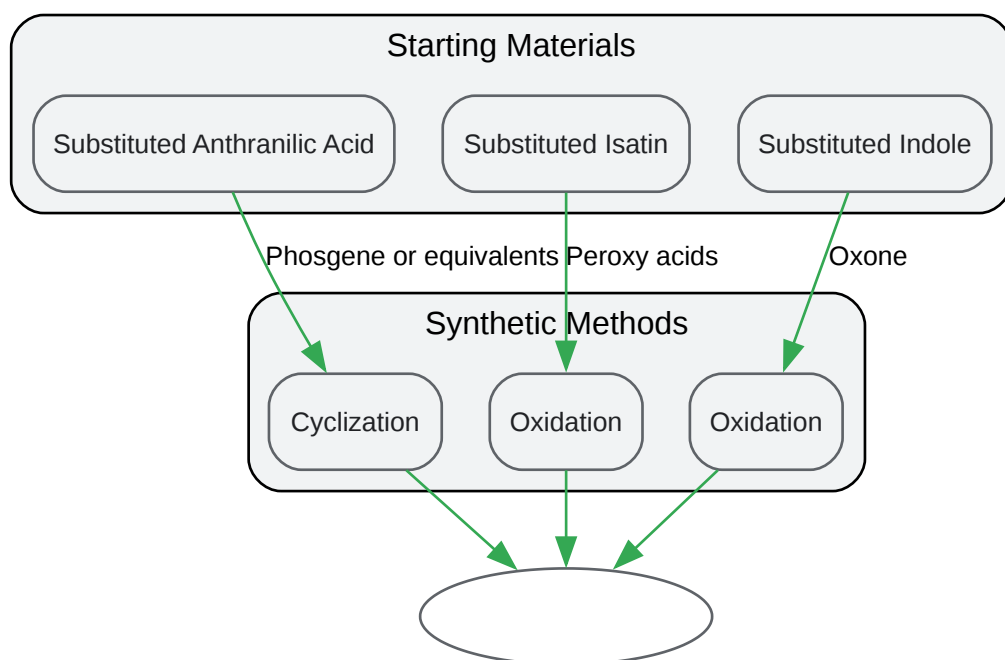 Starting Materials
Substituted Anthranilic Acid
Substituted Isatin
Substituted Indole
Phosgene or equivalents
Peroxy acids
Oxone
Synthetic Methods
Cyclization
Oxidation
Oxidation